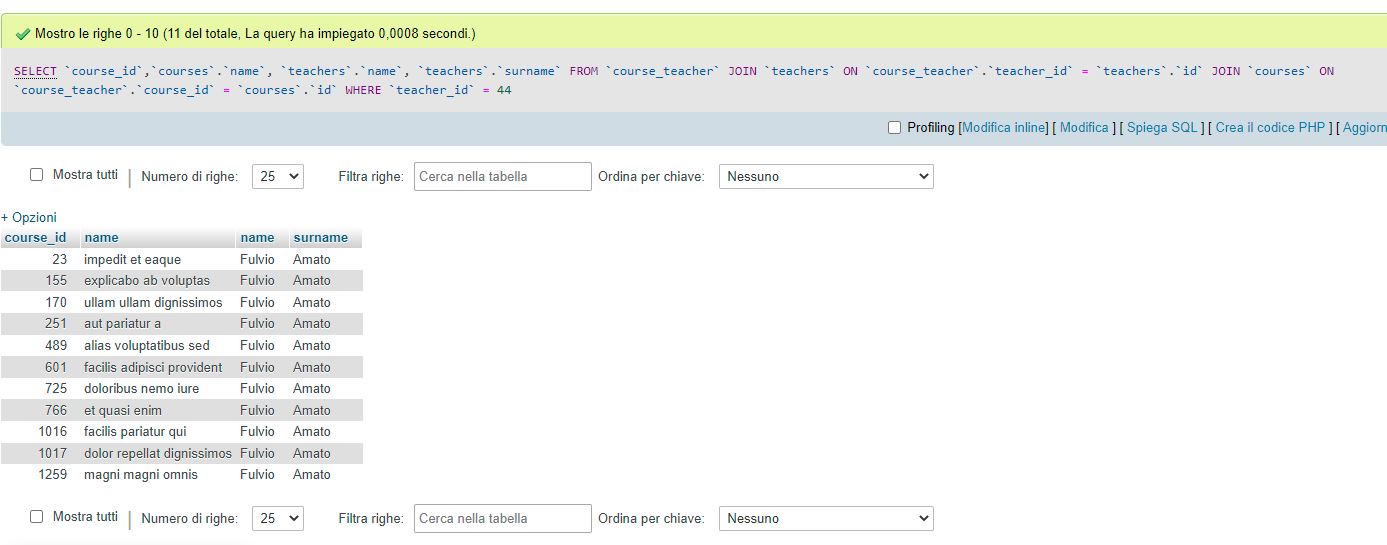 Mostro le righe 0 - 10 (11 del totale, La query ha impiegato 0,0008 secondi.)
SELECT `course_id`,`courses`.`name`, `teachers`.`name`, `teachers`.`surname` FROM `course_teacher` JOIN `teachers` ON `course_teacher`.`teacher_id` = `teachers`.`id` JOIN `courses` ON
`course_teacher`.`course_id` = `courses`.`id` WHERE `teacher_id` = 44
Profiling [Modifica inline] [ Modifica ] [ Spiega SQL ] [ Crea il codice PHP ] [ Aggiorn
Mostra tutti | Numero di righe: 25 Filtra righe: Cerca nella tabella Ordina per chiave: Nessuno
+ Opzioni
course_id name name surname
23 impedit et eaque Fulvio Amato
155 explicabo ab voluptas Fulvio Amato
170 ullam ullam dignissimos Fulvio Amato
251 aut pariatur a Fulvio Amato
489 alias voluptatibus sed Fulvio Amato
601 facilis adipisci provident Fulvio Amato
725 doloribus nemo iure Fulvio Amato
766 et quasi enim Fulvio Amato
1016 facilis pariatur qui Fulvio Amato
1017 dolor repellat dignissimos Fulvio Amato
1259 magni magni omnis Fulvio Amato
Mostra tutti | Numero di righe: 25 Filtra righe: Cerca nella tabella Ordina per chiave: Nessuno